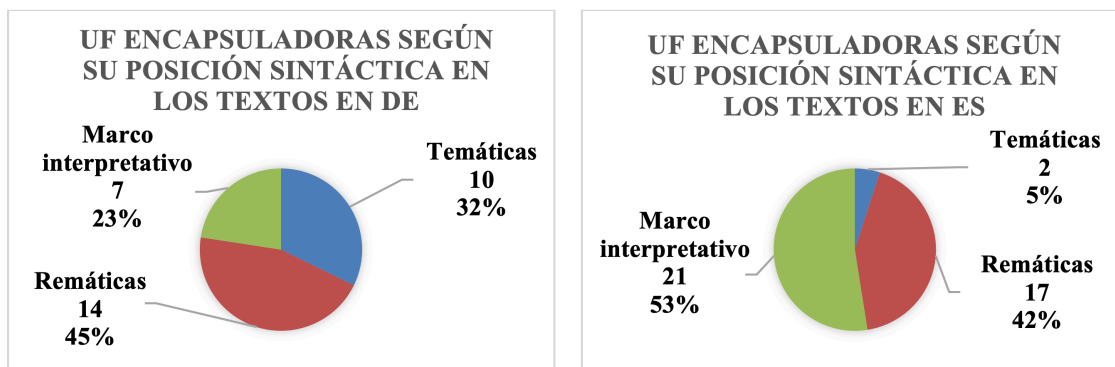 UF ENCAPSULADORAS SEGÚN
SU POSICIÓN SINTÁCTICA EN
LOS TEXTOS EN DE
Marco
interpretativo
7
23%
Temáticas
10
32%
Remáticas
14
45%
UF ENCAPSULADORAS SEGÚN
SU POSICIÓN SINTÁCTICA EN
LOS TEXTOS EN ES
Temáticas
2
5%
Marco
interpretativo
21
53%
Remáticas
17
42%